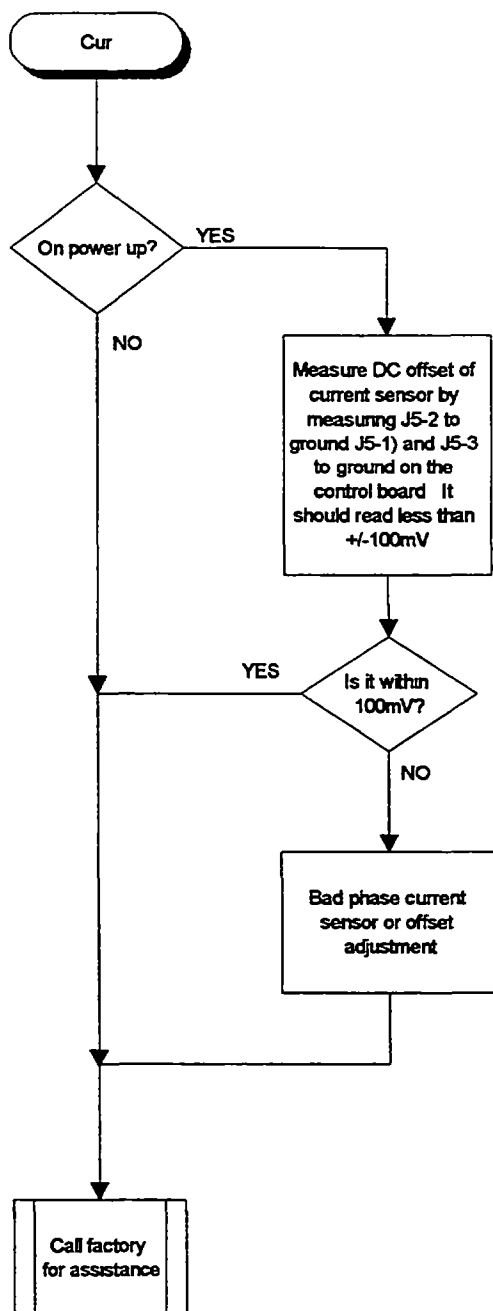 Cur
On power up?
YES
NO
Measure DC offset of
current sensor by
measuring J5-2 to
ground J5-1) and J5-3
to ground on the
control board It
should read less than
+/-100mV
YES
Is it within
100mV?
NO
Bad phase current
sensor or offset
adjustment
Call factory
for assistance